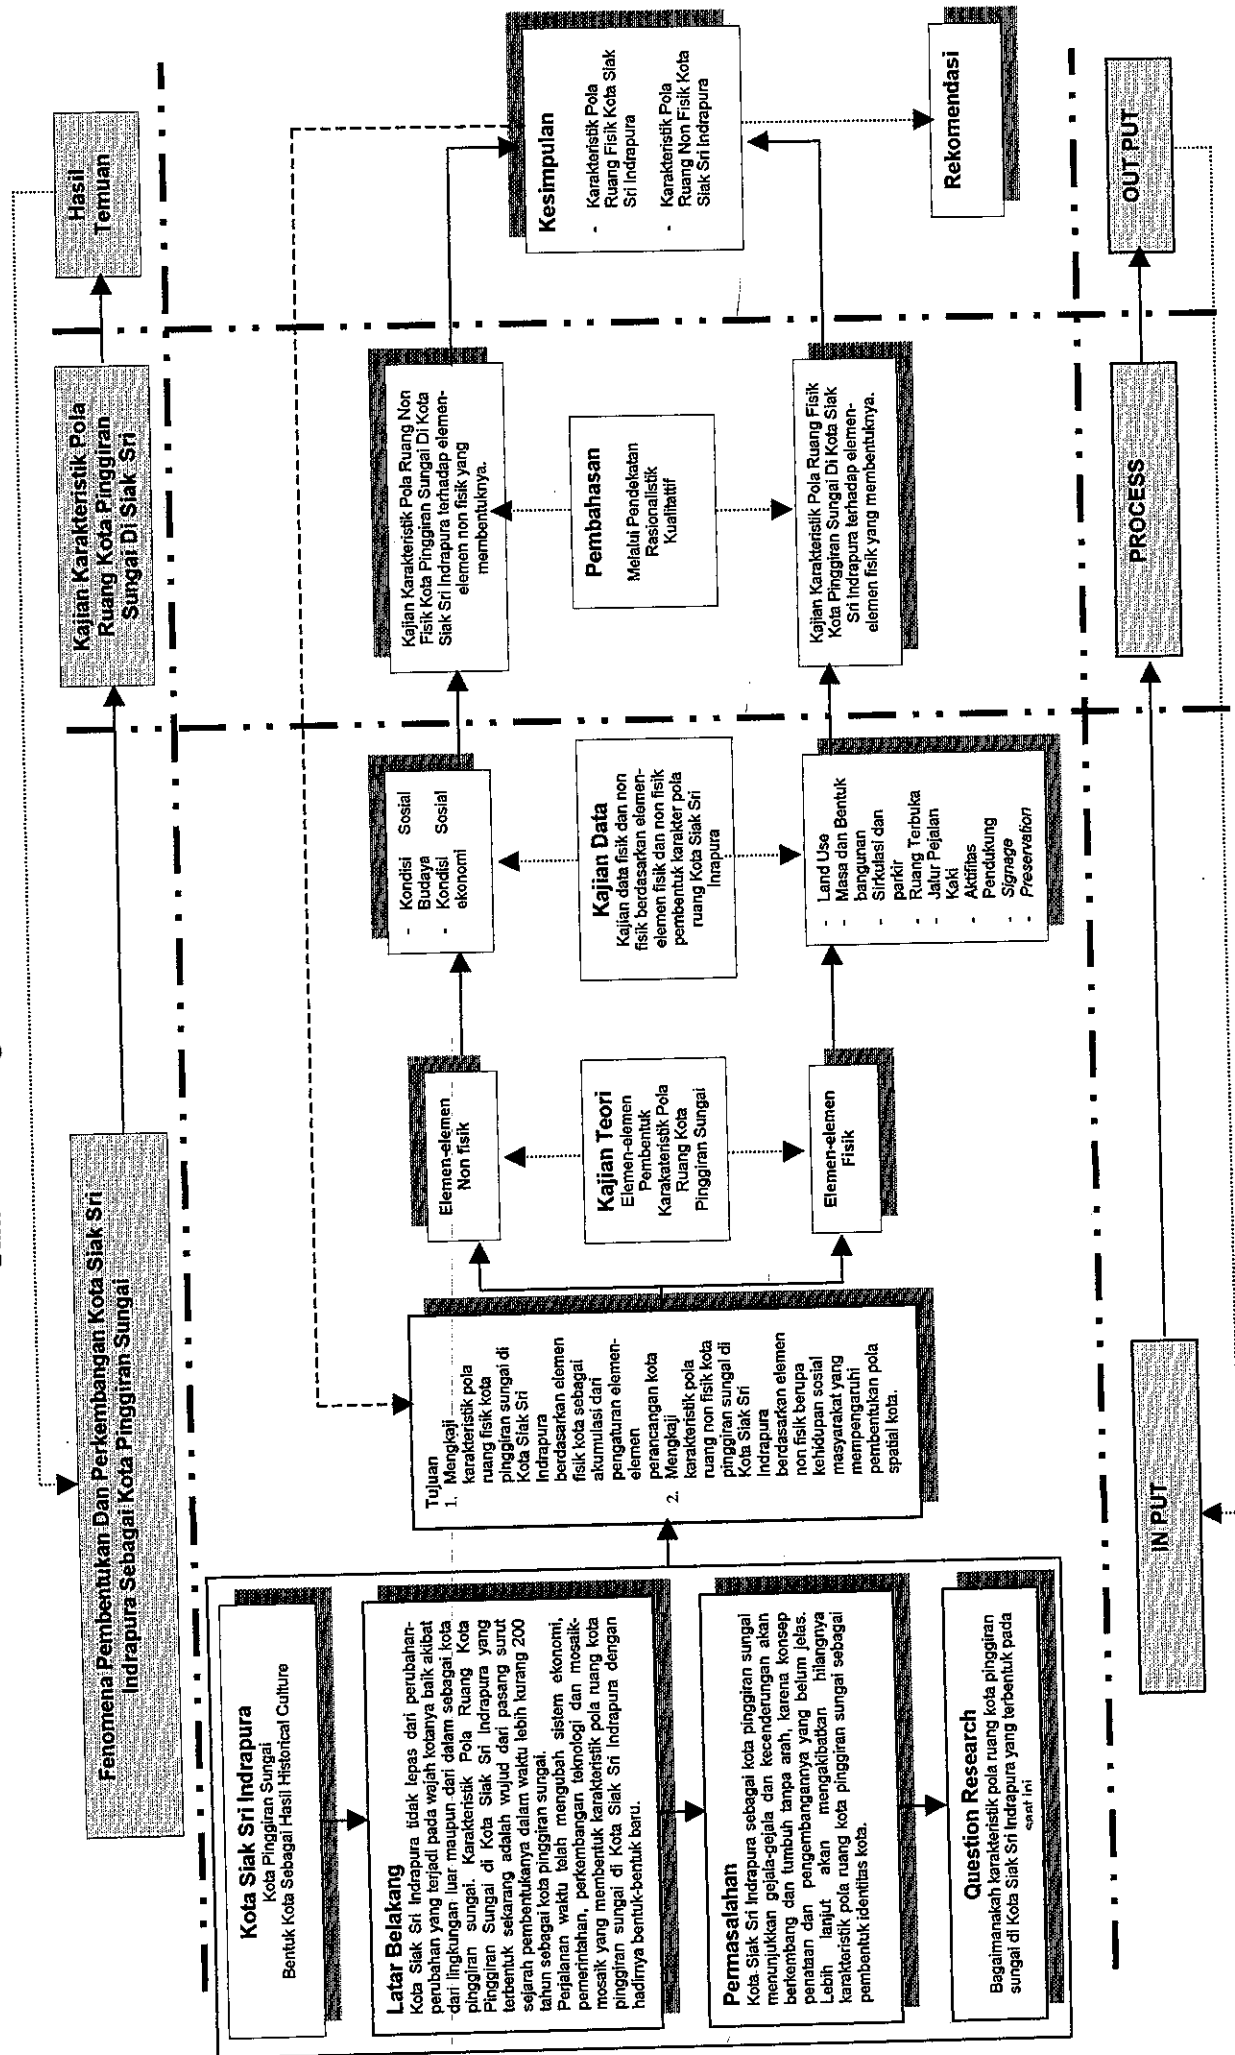 Fenomena Pembentukan Dan Perkembangan Kota Siak Sri
Indrapura Sebagai Kota Pinggiran Sungai
Kajian Karakteristik Pola
Ruang Kota Pinggiran
Sungai Di Siak Sri
Hasil
Temuan
Kota Siak Sri Indrapura
Kota Pinggiran Sungai
Bentuk Kota Sebagai Hasil Historical Culture
Latar Belakang
Kota Siak Sri Indrapura tidak lepas dari perubahan-
perubahan yang terjadi pada wajah kotanya baik akibat
dari lingkungan luar maupun dari dalam sebagai kota
pinggiran sungai. Karakteristik Pola Ruang Kota
Pinggiran Sungai di Kota Siak Sri Indrapura yang
terbentuk sekarang adalah wujud dari pasang surut
sejarah pembentukanya dalam waktu lebih kurang 200
tahun sebagai kota pinggiran sungai.
Perjalanan waktu telah mengubah sistem ekonomi,
pemerintahan, perkembangan teknologi dan mosaik-
mosaik yang membentuk karakteristik pola ruang kota
pinggiran sungai di Kota Siak Sri Indrapura dengan
hadirnya bentuk-bentuk baru.
Permasalahan
Kota Siak Sri Indrapura sebagai kota pinggiran sungai
menunjukkan gejala-gejala dan kecenderungan akan
berkembang dan tumbuh tanpa arah, karena konsep
penataan dan pengembangannya yang belum jelas.
Lebih lanjut akan mengakibatkan hilangnya
karakteristik pola ruang kota pinggiran sungai sebagai
pembentuk identitas kota.
Question Research
Bagaimanakah karakteristik pola ruang kota pinggiran
sungai di Kota Siak Sri Indrapura yang terbentuk pada
saat ini
Tujuan
1. Mengkaji
karakteristik pola
ruang fisik kota
pinggiran sungai di
Kota Siak Sri
Indrapura
berdasarkan elemen
fisik kota sebagai
akumulasi dari
pengaturan elemen-
elemen
perancangan kota
2. Mengkaji
karakteristik pola
ruang non fisik kota
pinggiran sungai di
Kota Siak Sri
Indrapura
berdasarkan elemen
non fisik berupa
kehidupan sosial
masyarakat yang
mempengaruhi
pembentukan pola
spatial kota.
Elemen-elemen
Non fisik
Kajian Teori
Elemen-elemen
Pembentuk
Karakateristik Pola
Ruang Kota
Pinggiran Sungai
Elemen-elemen
Fisik
- Kondisi Sosial
Budaya
- Kondisi Sosial
ekonomi
Kajian Data
Kajian data fisik dan non
fisik berdasarkan elemen-
elemen fisik dan non fisik
pembentuk karakter pola
ruang Kota Siak Sri
Inrapura
- Land Use
- Masa dan Bentuk
bangunan
- Sirkulasi dan
parkir
- Ruang Terbuka
- Jalur Pejalan
Kaki
- Aktifitas
Pendukung
- Signage
- Preservation
Kajian Karakteristik Pola Ruang Non
Fisik Kota Pinggiran Sungai Di Kota
Siak Sri Indrapura terhadap elemen-
elemen non fisik yang
membentuknya.
Pembahasan
Melalui Pendekatan
Rasionalistik
Kualitattif
Kajian Karakteristik Pola Ruang Fisik
Kota Pinggiran Sungai Di Kota Siak
Sri Indrapura terhadap elemen-
elemen fisik yang membentuknya.
Kesimpulan
- Karakteristik Pola
Ruang Fisik Kota Siak
Sri Indrapura
- Karakteristik Pola
Ruang Non Fisik Kota
Siak Sri Indrapura
Rekomendasi
IN PUT
PROCESS
OUT PUT